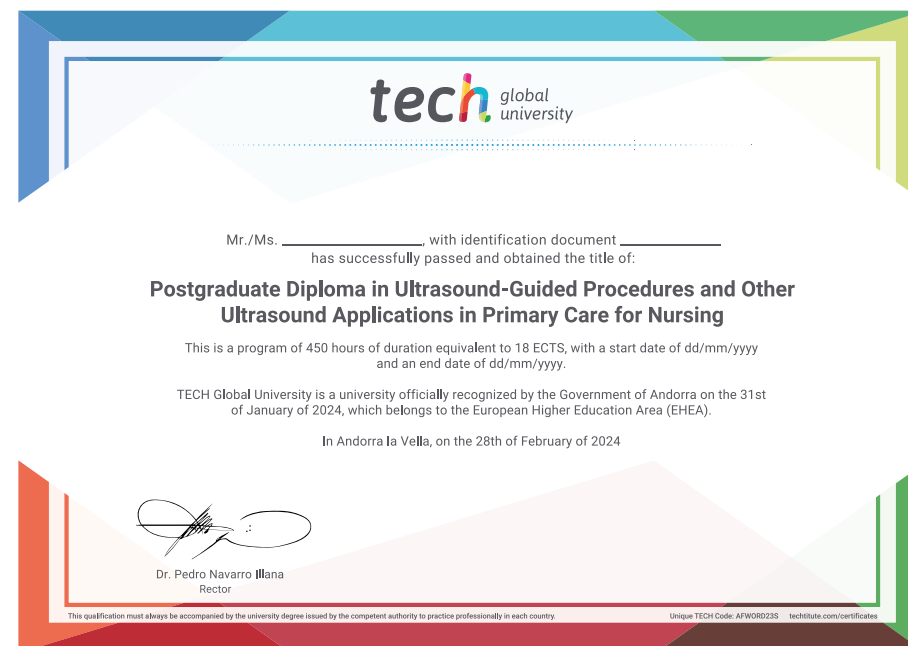 tech global university
Mr./Ms. ____________, with identification document ____________
has successfully passed and obtained the title of:
Postgraduate Diploma in Ultrasound-Guided Procedures and Other
Ultrasound Applications in Primary Care for Nursing
This is a program of 450 hours of duration equivalent to 18 ECTS, with a start date of dd/mm/yyyy
and an end date of dd/mm/yyyy.
TECH Global University is a university officially recognized by the Government of Andorra on the 31st
of January of 2024, which belongs to the European Higher Education Area (EHEA).
In Andorra la Vella, on the 28th of February of 2024
Dr. Pedro Navarro Illana
Rector
This qualification must always be accompanied by the university degree issued by the competent authority to practice professionally in each country.
Unique TECH Code: AFWORD23S techtitute.com/certificates